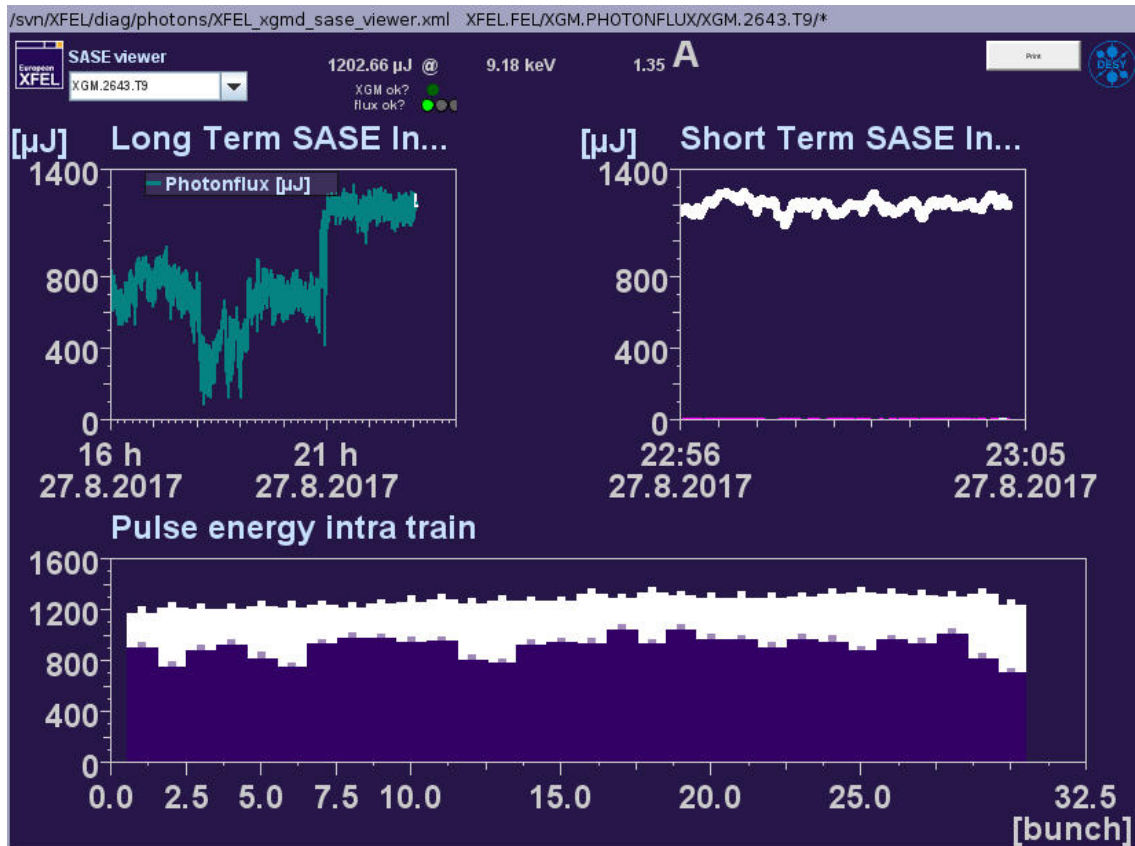 /svn/XFEL/diag/photons/XFEL_xgmd_sase_viewer.xml XFEL.FEL/XGM.PHOTONFLUX/XGM.2643.T9/*
European
XFEL
SASE viewer
XGM.2643.T9
1202.66 µJ @ 9.18 keV 1.35 A
XGM ok?
flux ok?
Print
DESY
[µJ] Long Term SASE In...
1400
Photonflux [µJ]
800
400
0
16 h 21 h
27.8.2017 27.8.2017
[µJ] Short Term SASE In...
1400
800
400
0
22:56 23:05
27.8.2017 27.8.2017
Pulse energy intra train
1600
1200
800
400
0
0.0 2.5 5.0 7.5 10.0 15.0 20.0 25.0 32.5
[bunch]